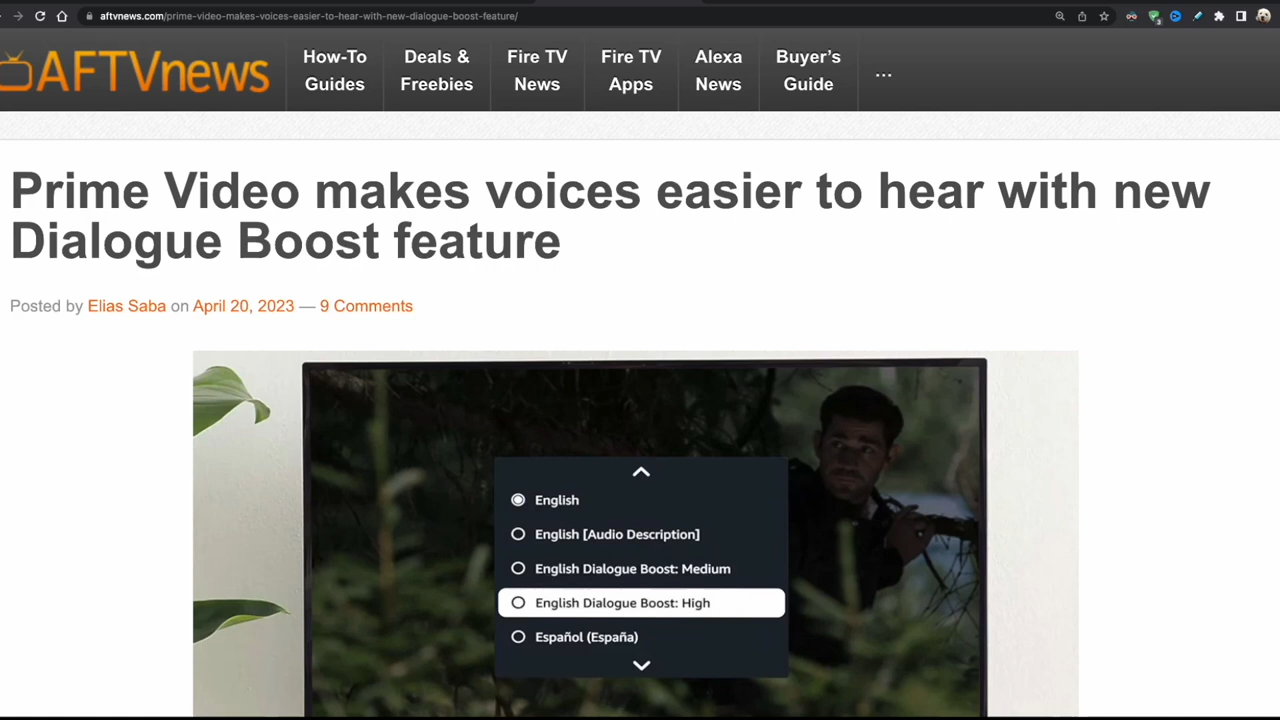 aftvnews.com/prime-video-makes-voices-easier-to-hear-with-new-dialogue-boost-feature/
AFTVnews
How-To Guides
Deals & Freebies
Fire TV News
Fire TV Apps
Alexa News
Buyer's Guide
...
Prime Video makes voices easier to hear with new
Dialogue Boost feature
Posted by Elias Saba on April 20, 2023 — 9 Comments
English
English [Audio Description]
English Dialogue Boost: Medium
English Dialogue Boost: High
Español (España)